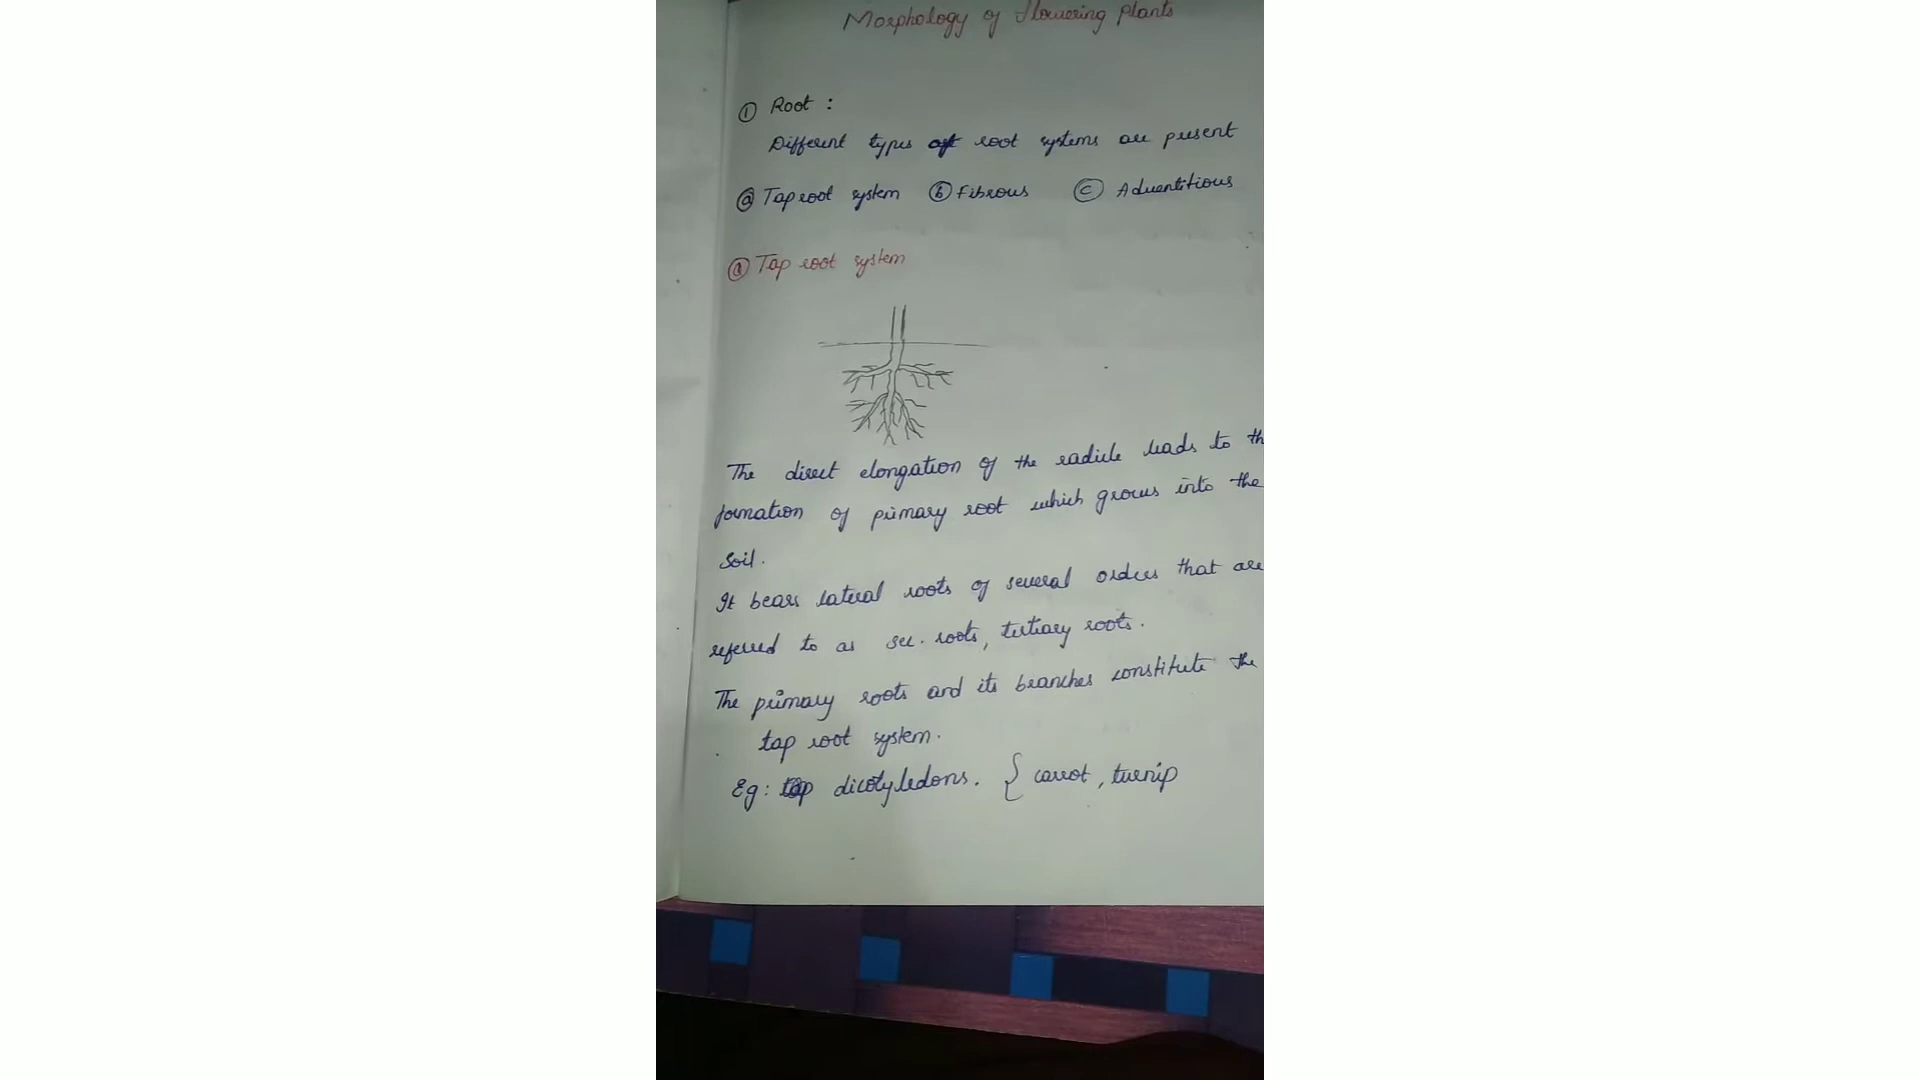 Morphology of flowering plants
① Root :
Different types of root systems are present
ⓐ Tap root system ⓑ Fibrous ⓒ Adventitious
ⓐ Tap root system
The direct elongation of the radicle leads to th
formation of primary root which grows into the
soil.
It bears lateral roots of several orders that are
referred to as sec. roots, tertiary roots.
The primary roots and its branches constitute the
tap root system.
Eg: dicotyledons. { carrot, turnip